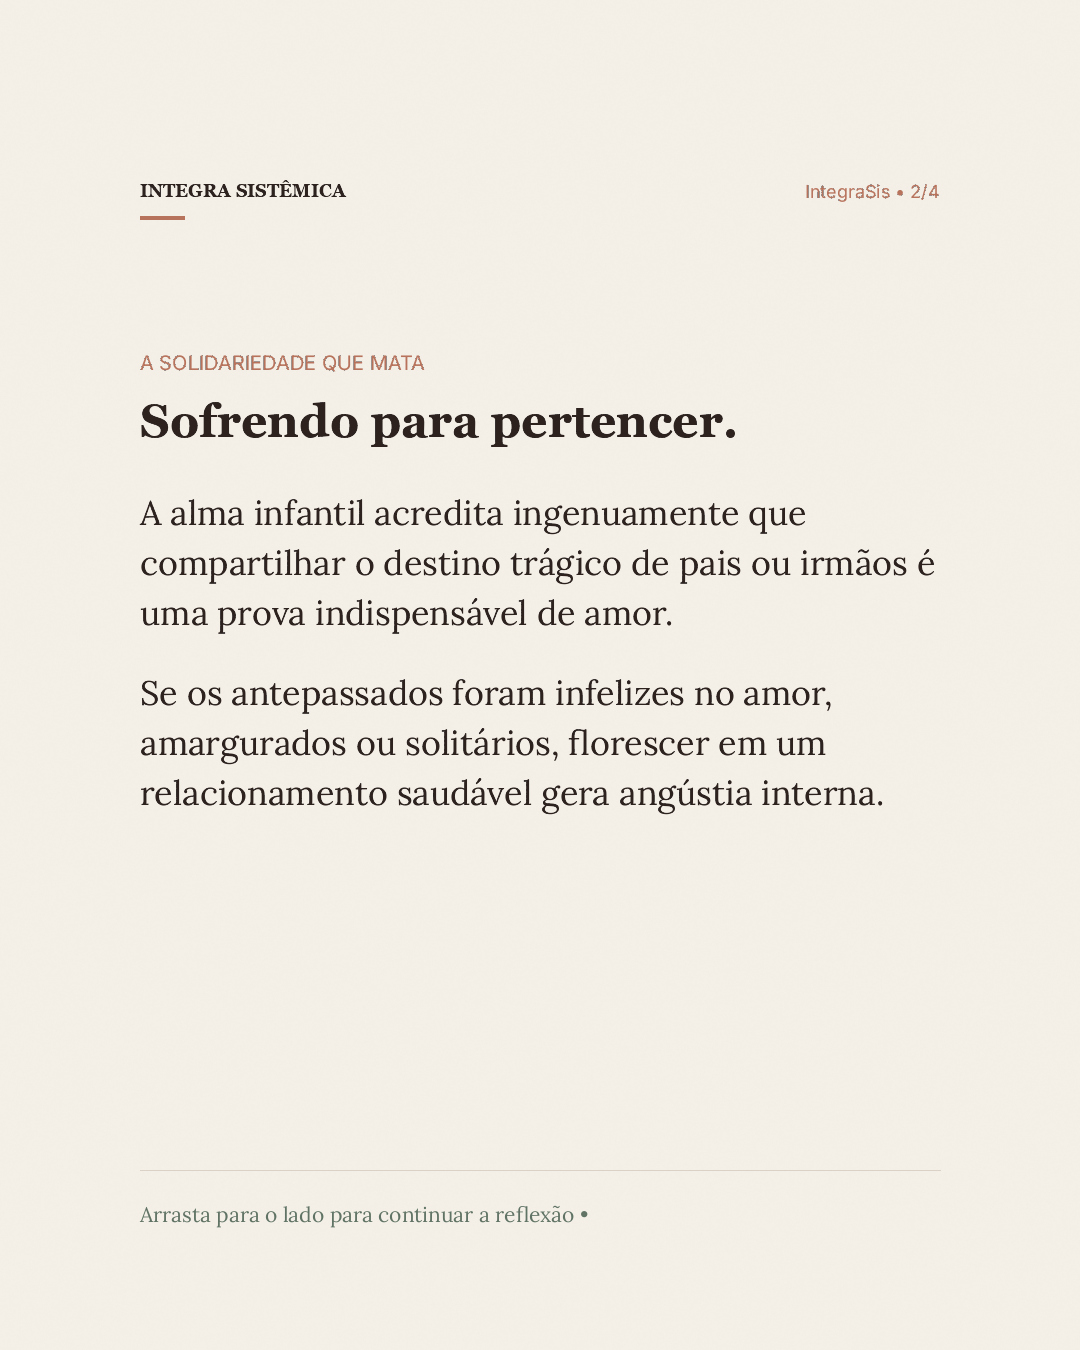 INTEGRA SISTÊMICA
IntegraSis • 2/4
A SOLIDARIEDADE QUE MATA
Sofrendo para pertencer.
A alma infantil acredita ingenuamente que
compartilhar o destino trágico de pais ou irmãos é
uma prova indispensável de amor.
Se os antepassados foram infelizes no amor,
amargurados ou solitários, florescer em um
relacionamento saudável gera angústia interna.
Arrasta para o lado para continuar a reflexão •